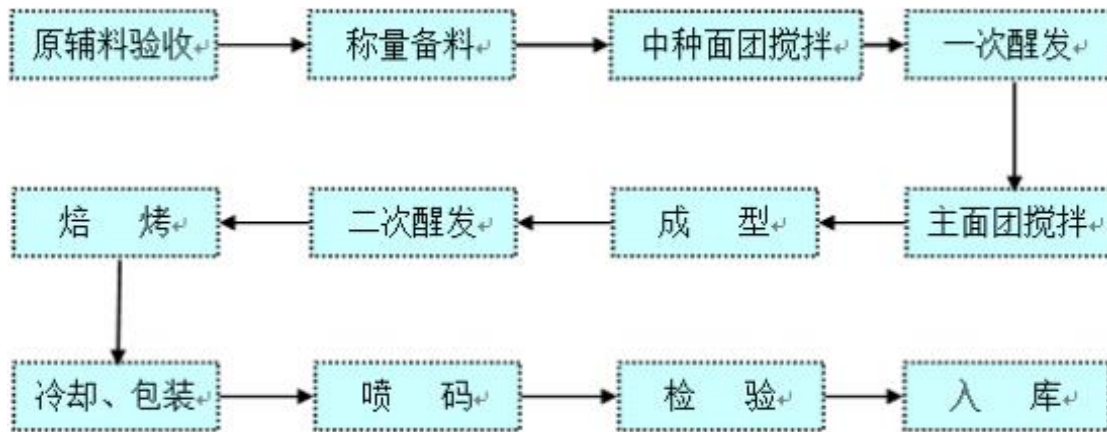 原辅料验收
称量备料
中种面团搅拌
一次醒发
主面团搅拌
成 型
二次醒发
焙 烤
冷却、包装
喷 码
检 验
入 库